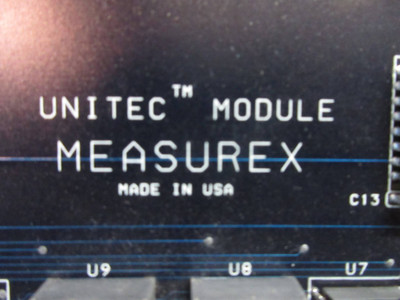 UNITEC™ MODULE
MEASUREX
MADE IN USA
C13
U9 U8 U7